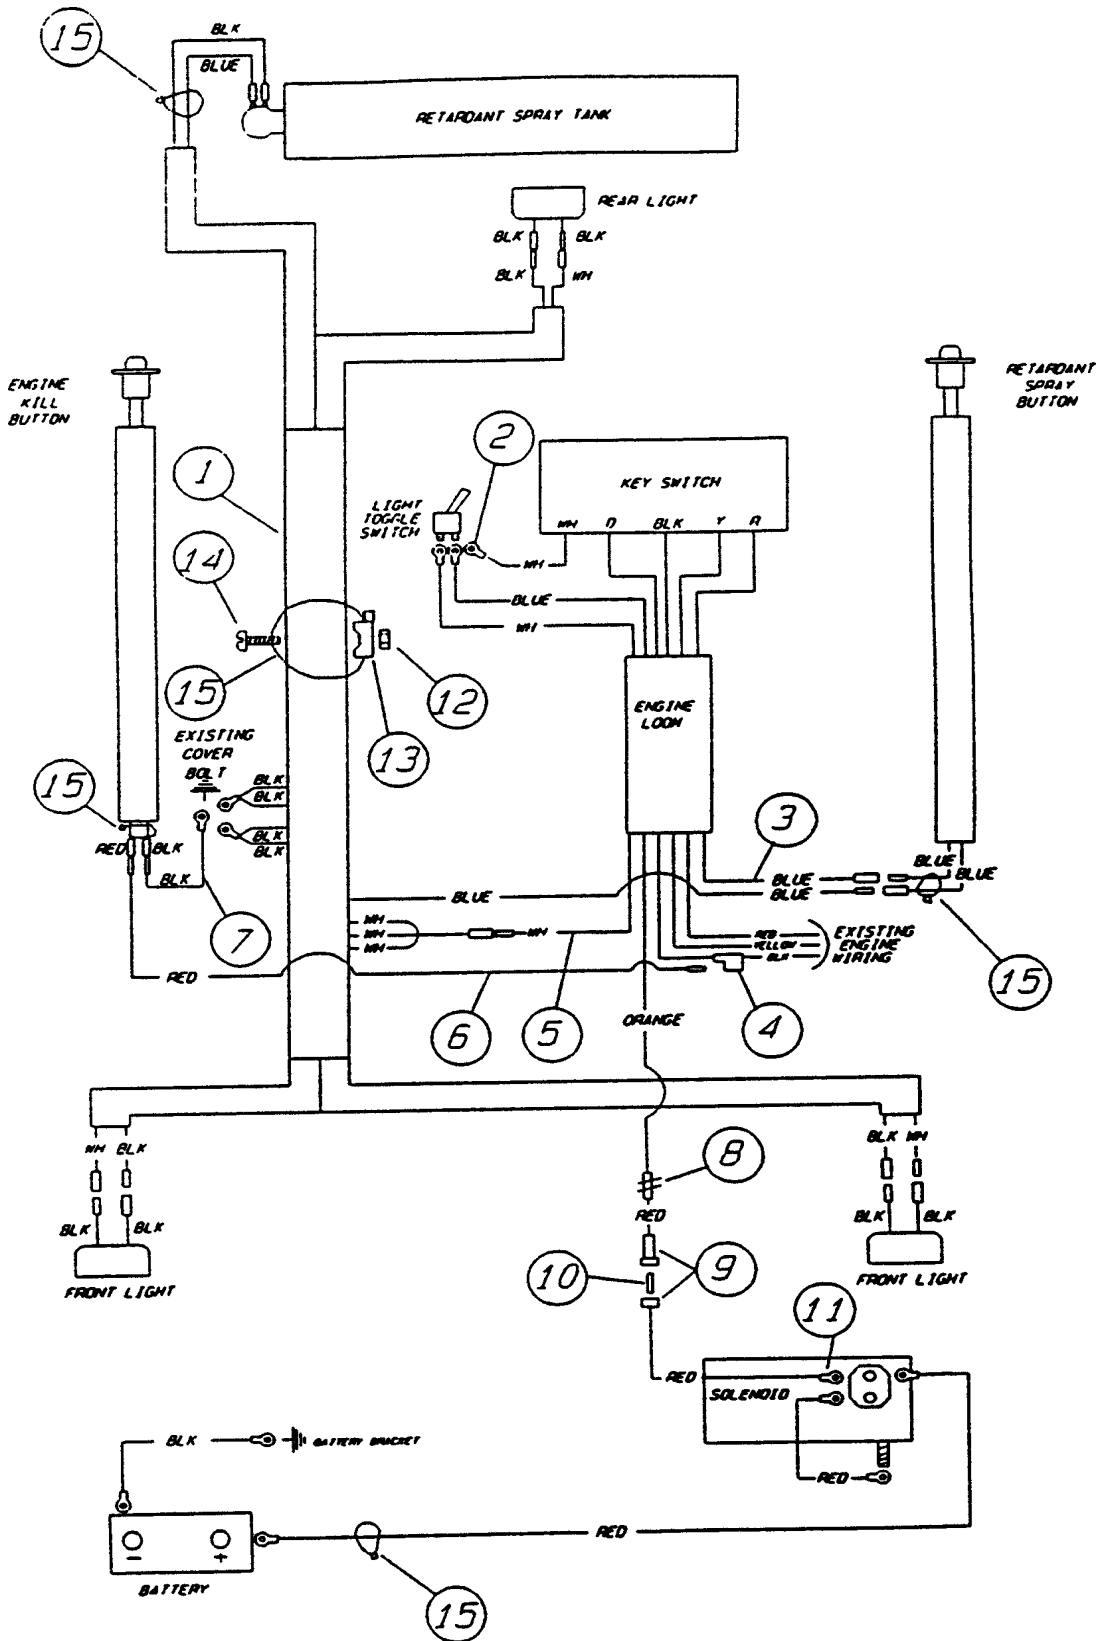 15
BLK
BLUE
RETARDANT SPRAY TANK
REAR LIGHT
BLK
BLK
BLK
WH
ENGINE
KILL
BUTTON
RETARDANT
SPRAY
BUTTON
1
2
LIGHT
TOGGLE
SWITCH
KEY SWITCH
WH
O
BLK
Y
R
WH
14
BLUE
WH
15
12
13
ENGINE
LOOM
EXISTING
COVER
BOLT
BLK
BLK
BLK
BLK
15
RED
BLK
BLK
7
3
BLUE
BLUE
BLUE
BLUE
BLUE
15
WH
WH
WH
WH
RED
YELLOW
BLK
EXISTING
ENGINE
WIRING
RED
6
5
4
ORANGE
WH
BLK
BLK
BLK
FRONT LIGHT
BLK
WH
BLK
BLK
FRONT LIGHT
8
RED
9
10
11
RED
SOLENOID
RED
BLK
BATTERY BRACKET
-
+
BATTERY
RED
15